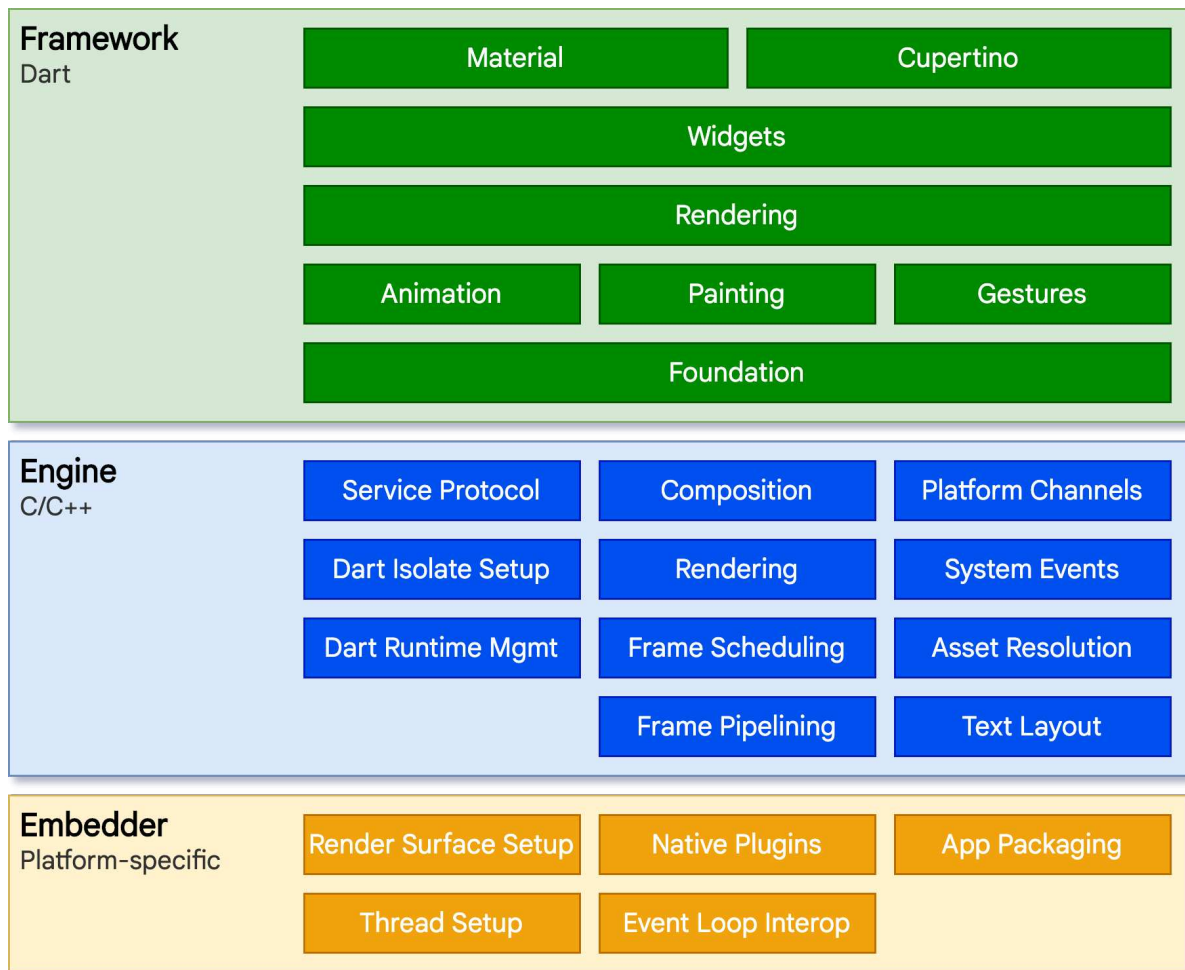 Framework
Dart
Material
Cupertino
Widgets
Rendering
Animation
Painting
Gestures
Foundation
Engine
C/C++
Service Protocol
Composition
Platform Channels
Dart Isolate Setup
Rendering
System Events
Dart Runtime Mgmt
Frame Scheduling
Asset Resolution
Frame Pipelining
Text Layout
Embedder
Platform-specific
Render Surface Setup
Native Plugins
App Packaging
Thread Setup
Event Loop Interop